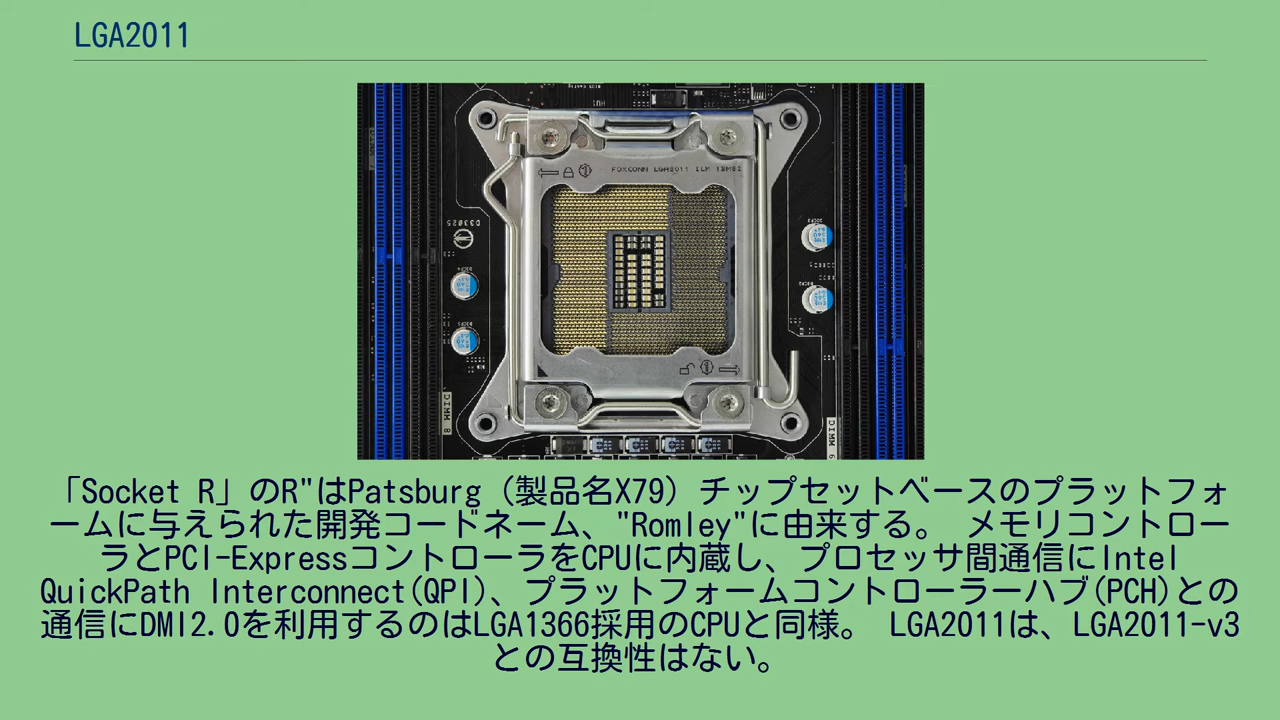 LGA2011
FOXCONN LGA2011 ILM
D33025
DIMM 8
DIMM 6
「Socket R」のR"はPatsburg（製品名X79）チップセットベースのプラットフォ
ームに与えられた開発コードネーム、"Romley"に由来する。 メモリコントロー
ラとPCI-ExpressコントローラをCPUに内蔵し、プロセッサ間通信にIntel
QuickPath Interconnect(QPI)、プラットフォームコントローラーハブ(PCH)との
通信にDMI2.0を利用するのはLGA1366採用のCPUと同様。 LGA2011は、LGA2011-v3
との互換性はない。